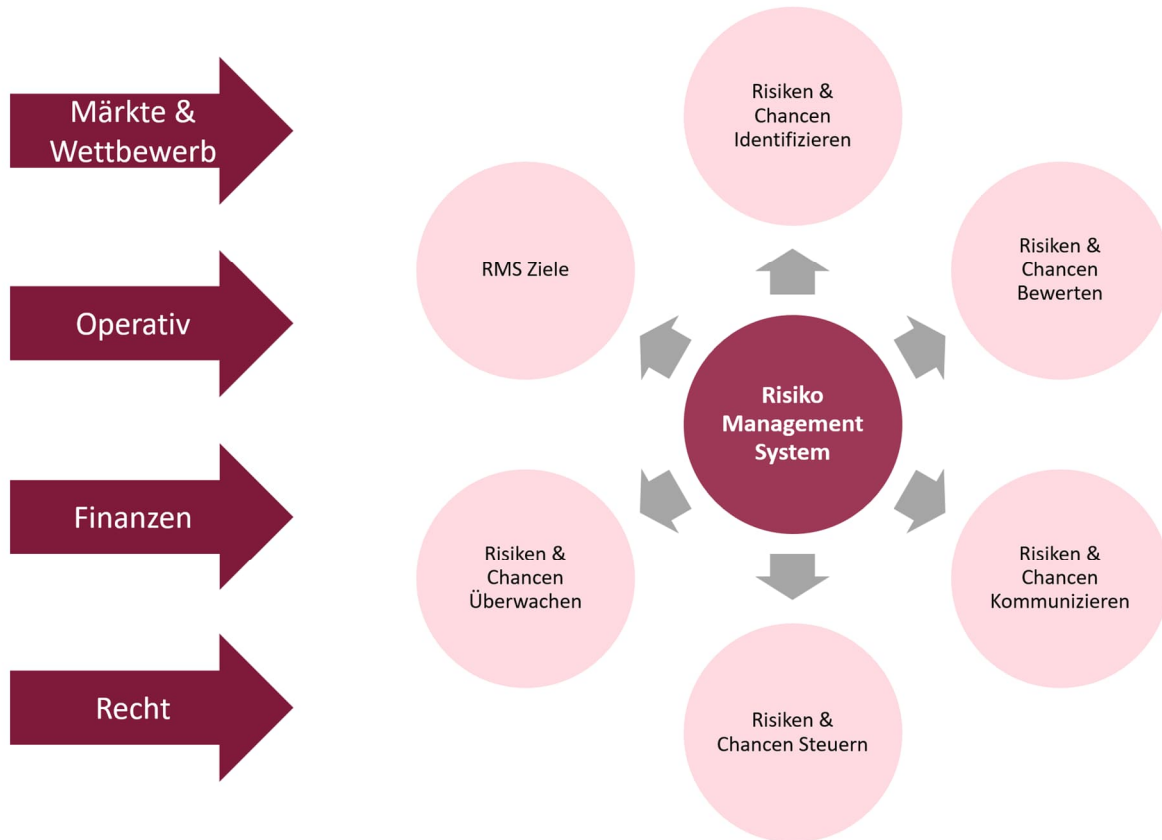 Märkte &
Wettbewerb
Operativ
Finanzen
Recht
Risiken &
Chancen
Identifizieren
Risiken &
Chancen
Bewerten
Risiken &
Chancen
Kommunizieren
Risiken &
Chancen Steuern
Risiken &
Chancen
Überwachen
RMS Ziele
Risiko
Management
System